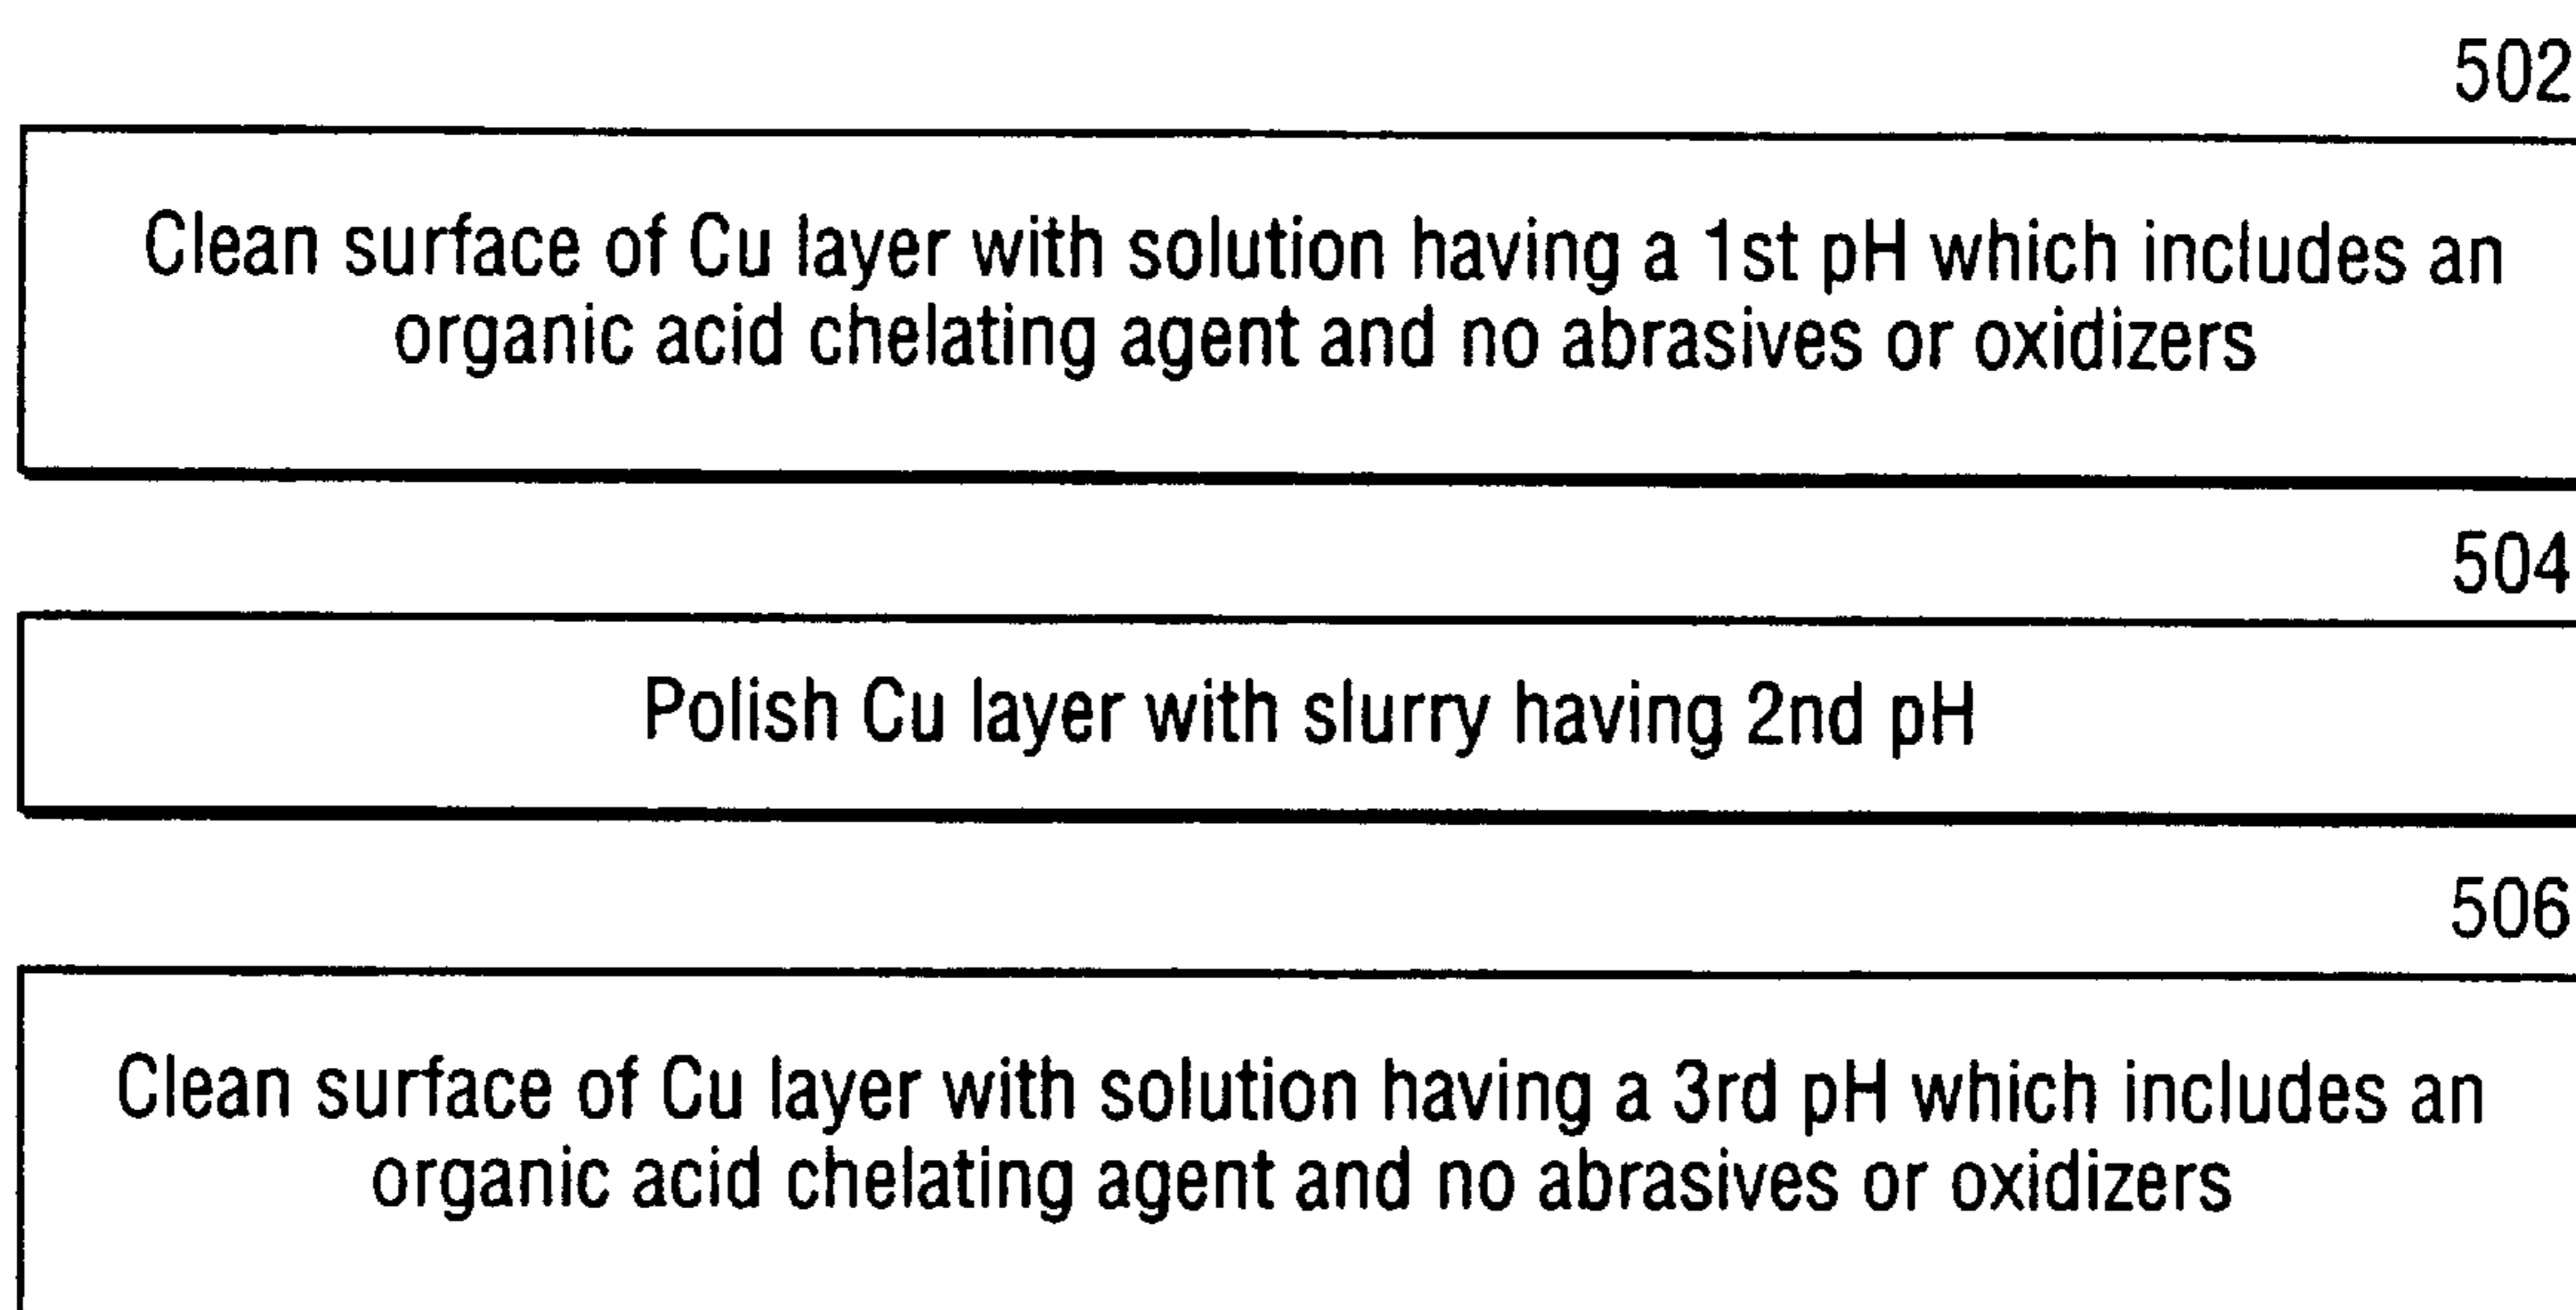 502
Clean surface of Cu layer with solution having a 1st pH which includes an
organic acid chelating agent and no abrasives or oxidizers
504
Polish Cu layer with slurry having 2nd pH
506
Clean surface of Cu layer with solution having a 3rd pH which includes an
organic acid chelating agent and no abrasives or oxidizers